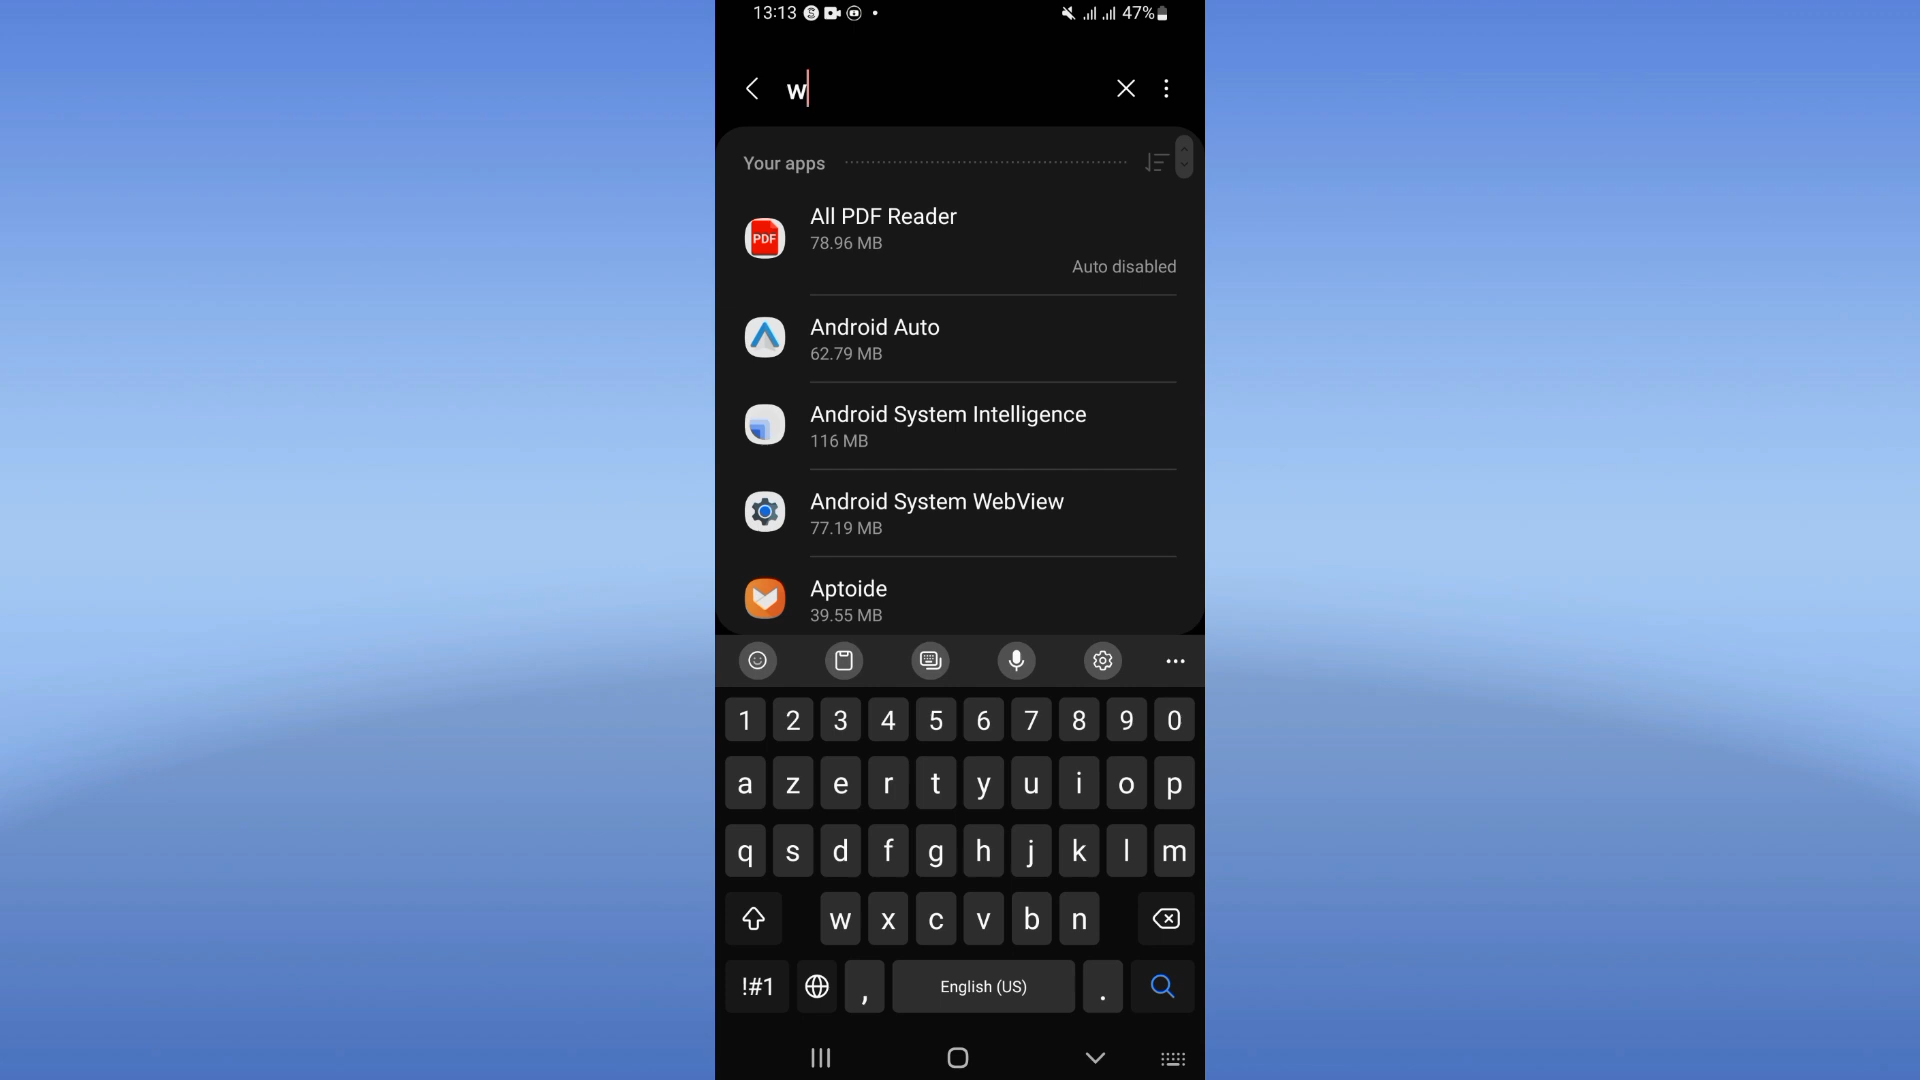 13:13 47%
w
Your apps
PDF
All PDF Reader
78.96 MB
Auto disabled
Android Auto
62.79 MB
Android System Intelligence
116 MB
Android System WebView
77.19 MB
Aptoide
39.55 MB
1 2 3 4 5 6 7 8 9 0
a z e r t y u i o p
q s d f g h j k l m
w x c v b n
!#1 , English (US) .